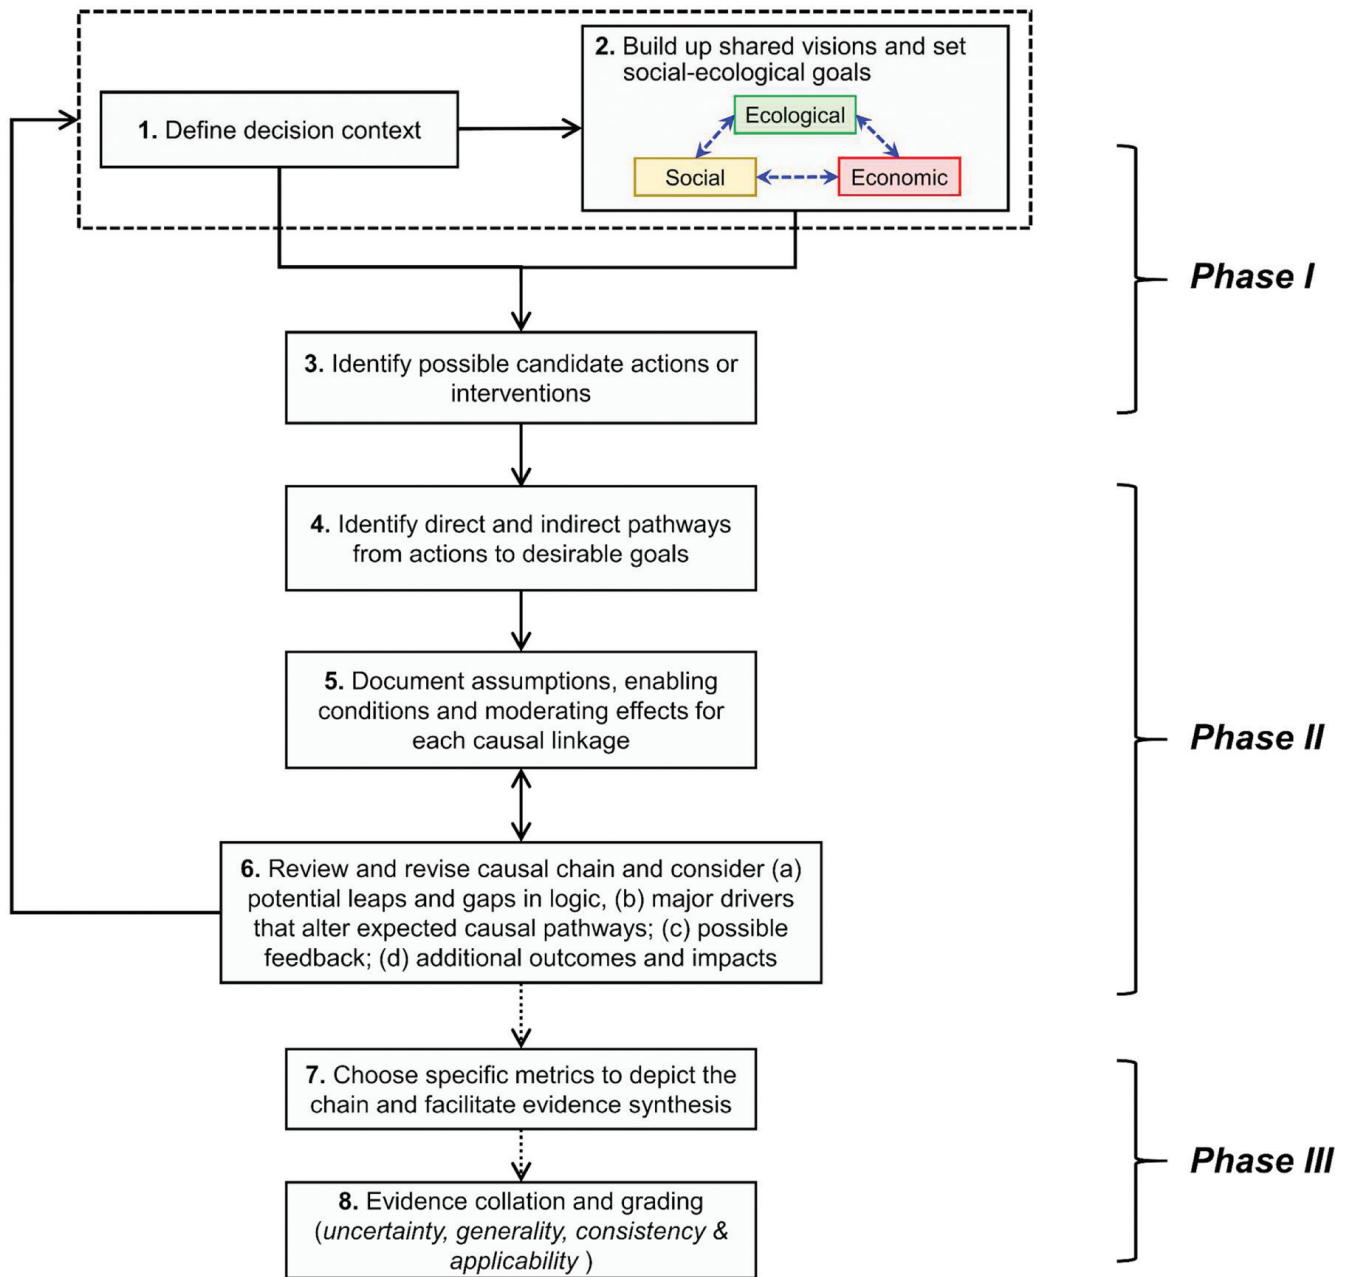 2. Build up shared visions and set
social-ecological goals
Ecological
1. Define decision context
Social
Economic
Phase I
3. Identify possible candidate actions or
interventions
4. Identify direct and indirect pathways
from actions to desirable goals
5. Document assumptions, enabling
conditions and moderating effects for
each causal linkage
Phase II
6. Review and revise causal chain and consider (a)
potential leaps and gaps in logic, (b) major drivers
that alter expected causal pathways; (c) possible
feedback; (d) additional outcomes and impacts
7. Choose specific metrics to depict the
chain and facilitate evidence synthesis
Phase III
8. Evidence collation and grading
(uncertainty, generality, consistency &
applicability )